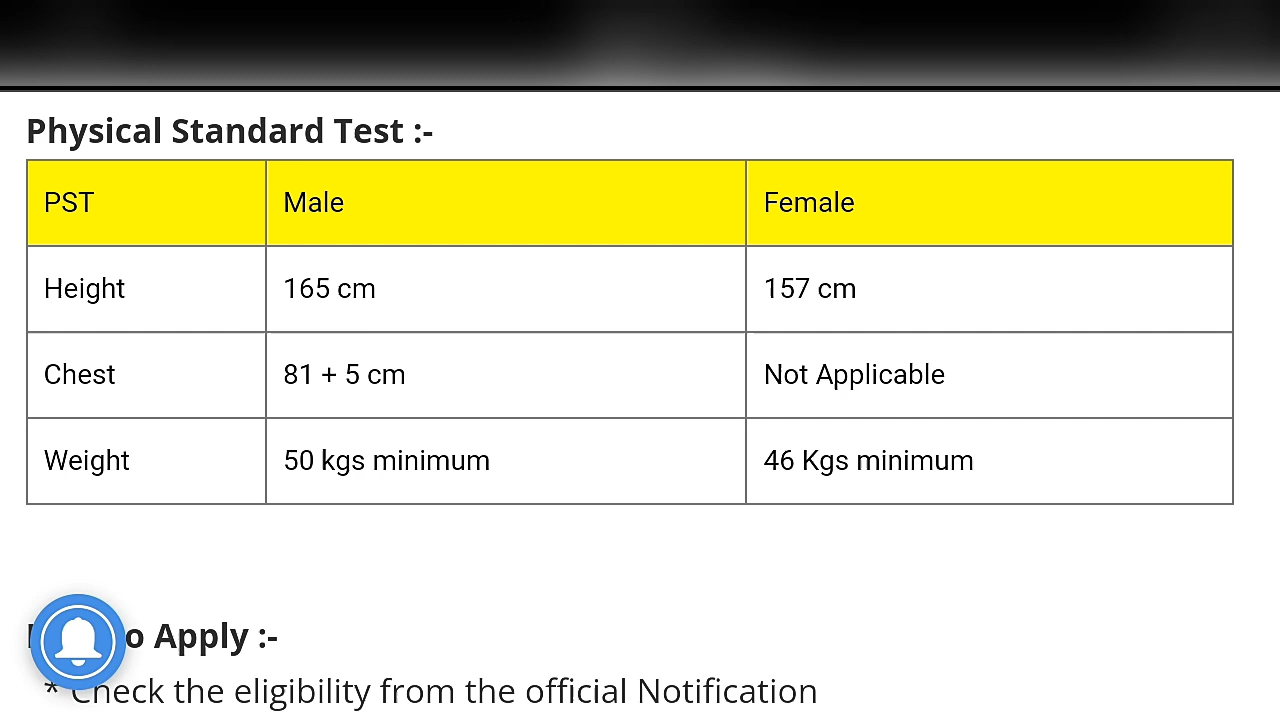 Physical Standard Test :-
PST Male Female
Height 165 cm 157 cm
Chest 81 + 5 cm Not Applicable
Weight 50 kgs minimum 46 Kgs minimum
Apply :-
* Check the eligibility from the official Notification